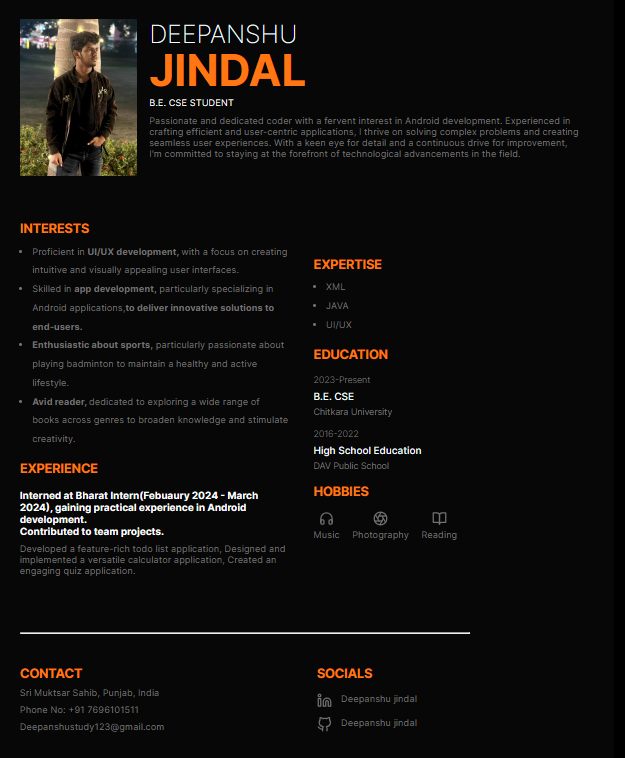 DEEPANSHU
JINDAL
B.E. CSE STUDENT
Passionate and dedicated coder with a fervent interest in Android development. Experienced in
crafting efficient and user-centric applications, I thrive on solving complex problems and creating
seamless user experiences. With a keen eye for detail and a continuous drive for improvement,
I'm committed to staying at the forefront of technological advancements in the field.
INTERESTS
Proficient in UI/UX development, with a focus on creating
intuitive and visually appealing user interfaces.
Skilled in app development, particularly specializing in
Android applications,to deliver innovative solutions to
end-users.
Enthusiastic about sports, particularly passionate about
playing badminton to maintain a healthy and active
lifestyle.
Avid reader, dedicated to exploring a wide range of
books across genres to broaden knowledge and stimulate
creativity.
EXPERIENCE
Interned at Bharat Intern(Febuaury 2024 - March
2024), gaining practical experience in Android
development.
Contributed to team projects.
Developed a feature-rich todo list application, Designed and
implemented a versatile calculator application, Created an
engaging quiz application.
EXPERTISE
XML
JAVA
UI/UX
EDUCATION
2023-Present
B.E. CSE
Chitkara University
2016-2022
High School Education
DAV Public School
HOBBIES
Music Photography Reading
CONTACT
Sri Muktsar Sahib, Punjab, India
Phone No: +91 7696101511
Deepanshustudy123@gmail.com
SOCIALS
Deepanshu jindal
Deepanshu jindal